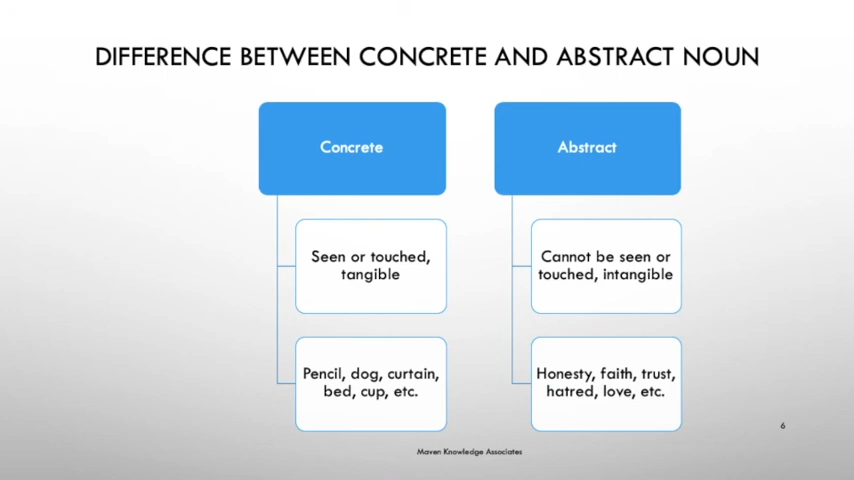 DIFFERENCE BETWEEN CONCRETE AND ABSTRACT NOUN
Concrete
Seen or touched,
tangible
Pencil, dog, curtain,
bed, cup, etc.
Abstract
Cannot be seen or
touched, intangible
Honesty, faith, trust,
hatred, love, etc.
6
Maven Knowledge Associates